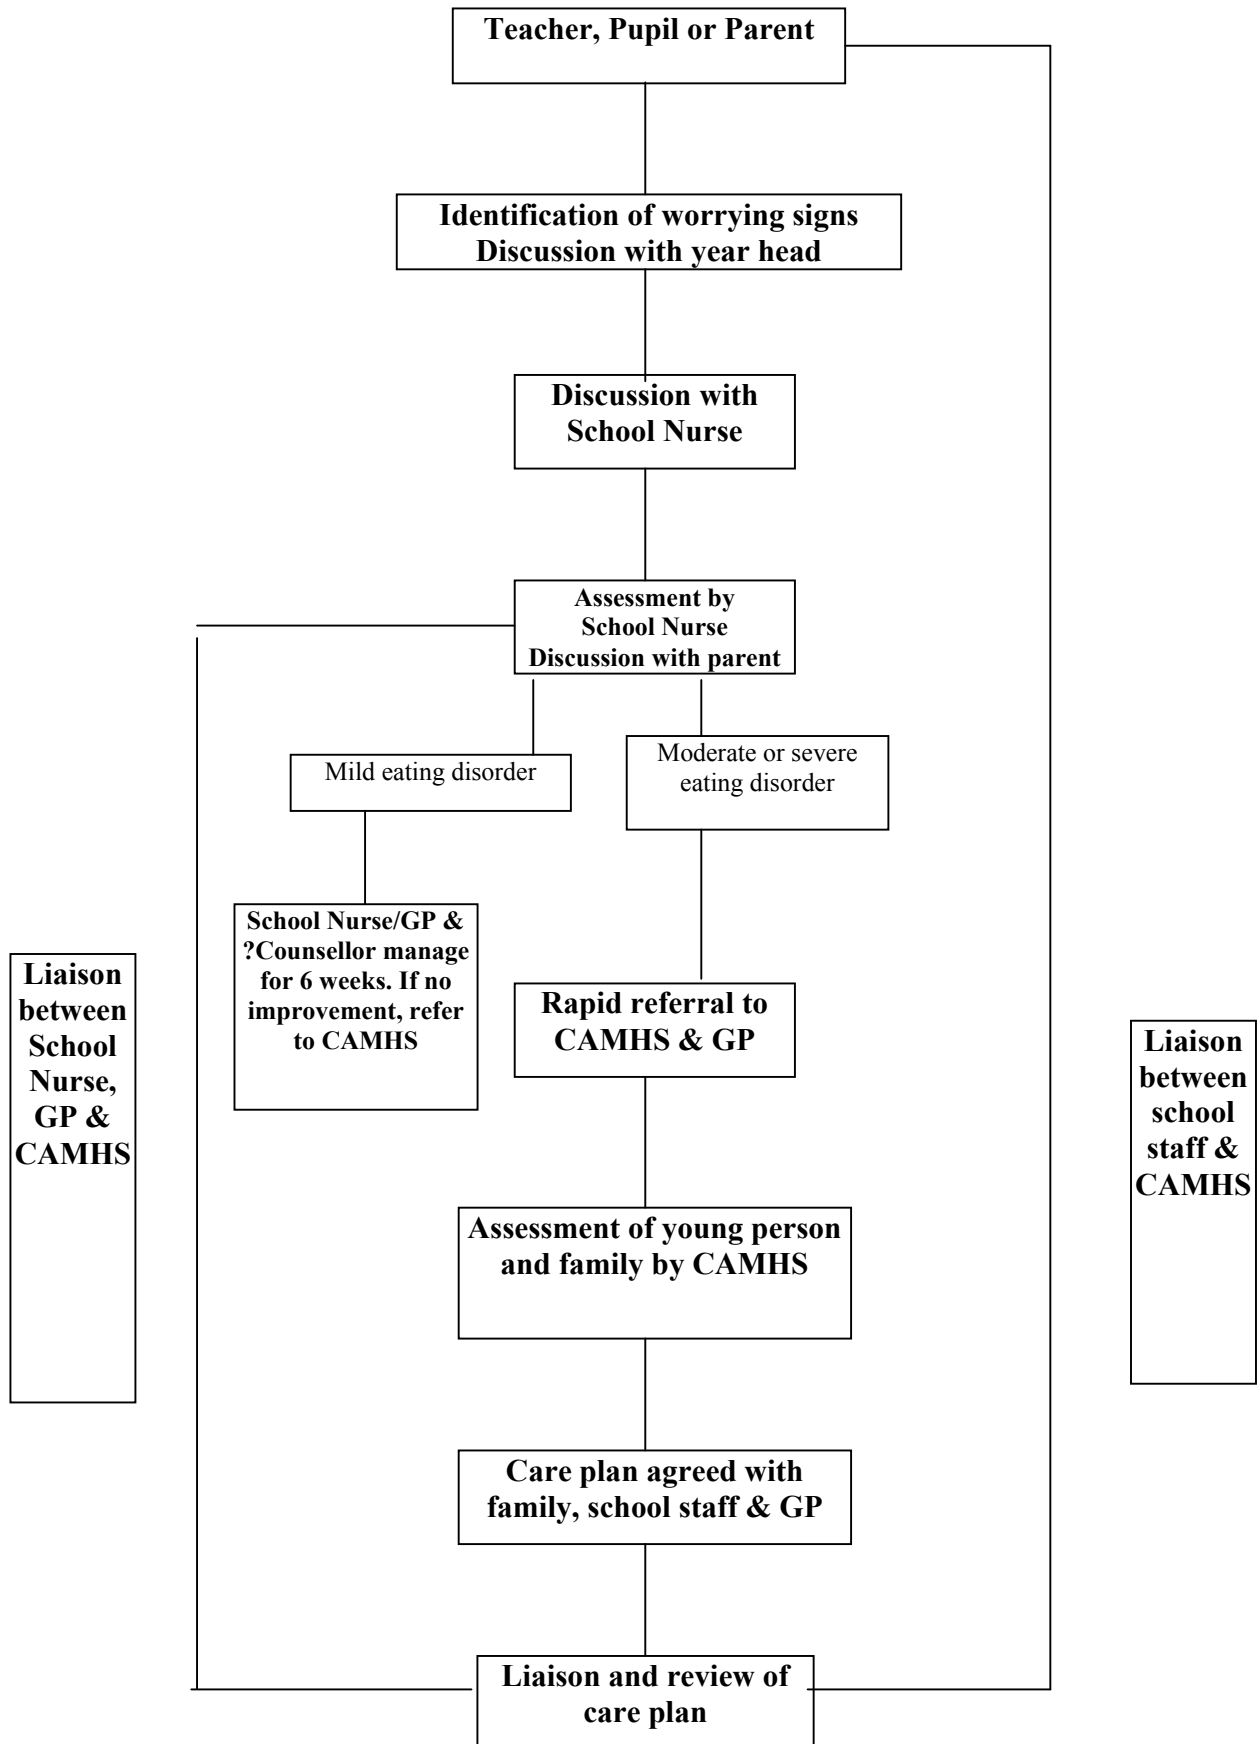 Teacher, Pupil or Parent
Identification of worrying signs
Discussion with year head
Discussion with
School Nurse
Assessment by
School Nurse
Discussion with parent
Mild eating disorder
Moderate or severe
eating disorder
School Nurse/GP &
?Counsellor manage
for 6 weeks. If no
improvement, refer
to CAMHS
Liaison
between
School
Nurse,
GP &
CAMHS
Rapid referral to
CAMHS & GP
Liaison
between
school
staff &
CAMHS
Assessment of young person
and family by CAMHS
Care plan agreed with
family, school staff & GP
Liaison and review of
care plan